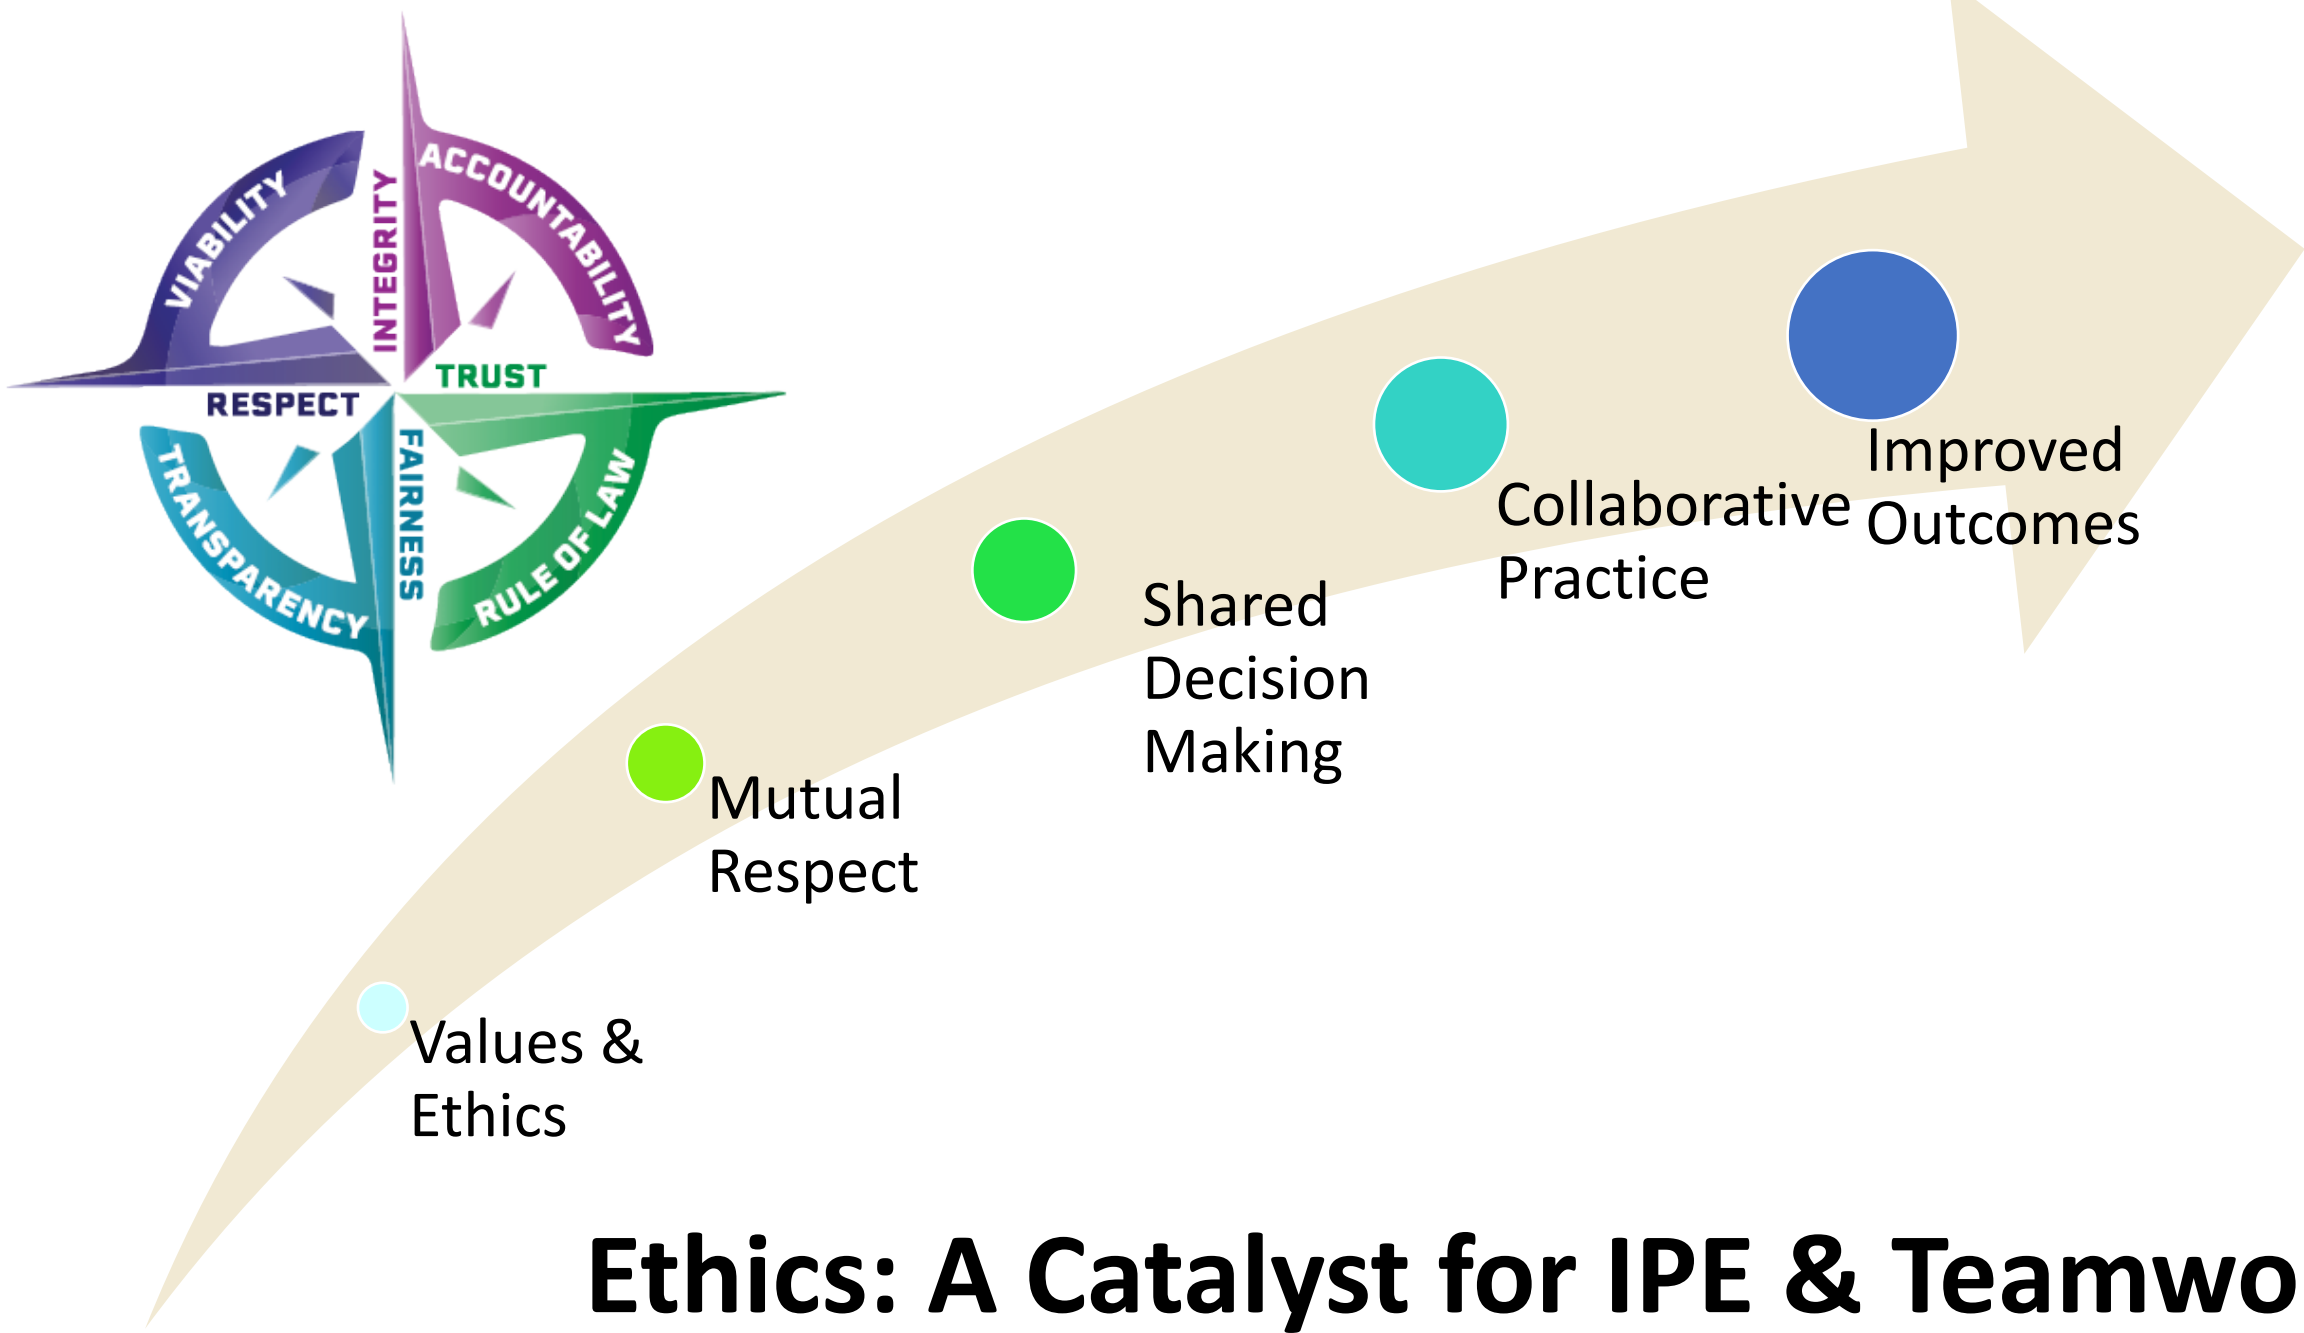 VIABILITY
INTEGRITY
ACCOUNTABILITY
TRUST
RESPECT
FAIRNESS
TRANSPARENCY
RULE OF LAW
Improved
Outcomes
Collaborative
Practice
Shared
Decision
Making
Mutual
Respect
Values &
Ethics
Ethics: A Catalyst for IPE & Teamwo